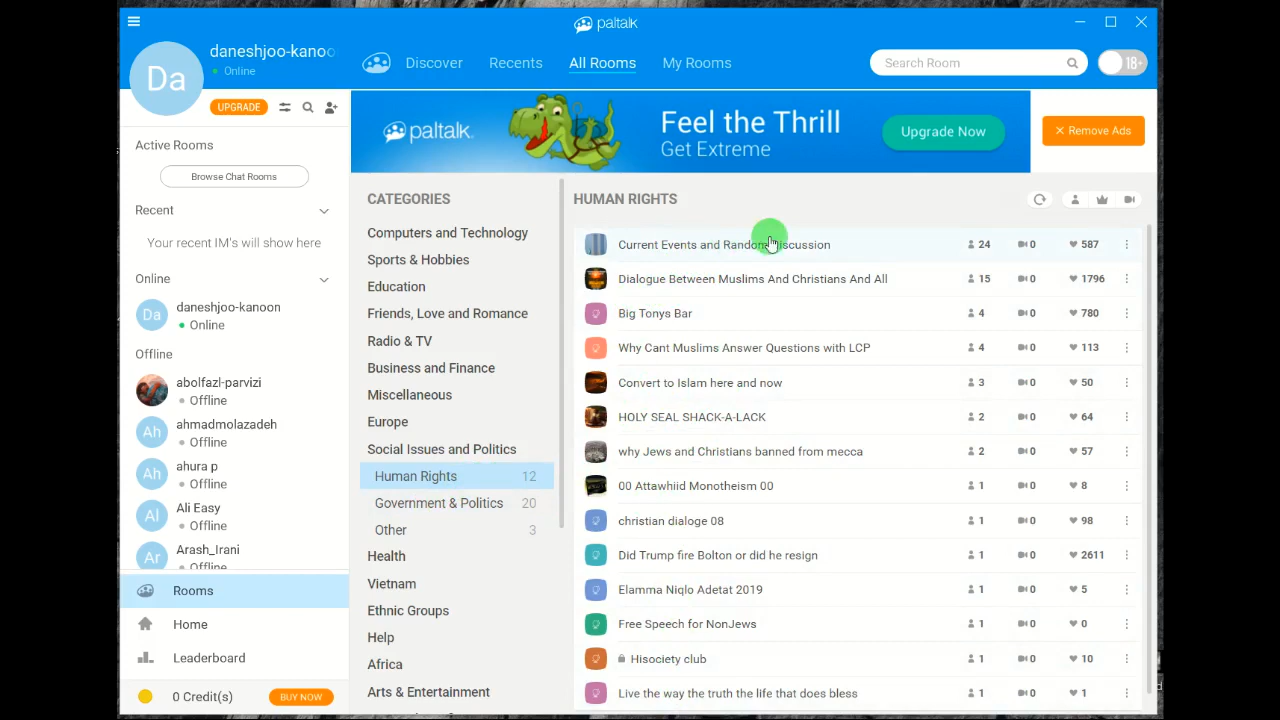 paltalk
Da
daneshjoo-kanoo
Online
Discover
Recents
All Rooms
My Rooms
Search Room
18+
UPGRADE
paltalk
Feel the Thrill
Get Extreme
Upgrade Now
× Remove Ads
Active Rooms
Browse Chat Rooms
Recent
Your recent IM's will show here
Online
Da
daneshjoo-kanoon
Online
Offline
abolfazl-parvizi
Offline
Ah
ahmadmolazadeh
Offline
Ah
ahura p
Offline
Al
Ali Easy
Offline
Ar
Arash_Irani
Offline
Rooms
Home
Leaderboard
0 Credit(s)
BUY NOW
CATEGORIES
Computers and Technology
Sports & Hobbies
Education
Friends, Love and Romance
Radio & TV
Business and Finance
Miscellaneous
Europe
Social Issues and Politics
Human Rights 12
Government & Politics 20
Other 3
Health
Vietnam
Ethnic Groups
Help
Africa
Arts & Entertainment
HUMAN RIGHTS
Current Events and Random Discussion 24 0 587
Dialogue Between Muslims And Christians And All 15 0 1796
Big Tonys Bar 4 0 780
Why Cant Muslims Answer Questions with LCP 4 0 113
Convert to Islam here and now 3 0 50
HOLY SEAL SHACK-A-LACK 2 0 64
why Jews and Christians banned from mecca 2 0 57
00 Attawhiid Monotheism 00 1 0 8
christian dialoge 08 1 0 98
Did Trump fire Bolton or did he resign 1 0 2611
Elamma Niqlo Adetat 2019 1 0 5
Free Speech for NonJews 1 0 0
Hisociety club 1 0 10
Live the way the truth the life that does bless 1 0 1